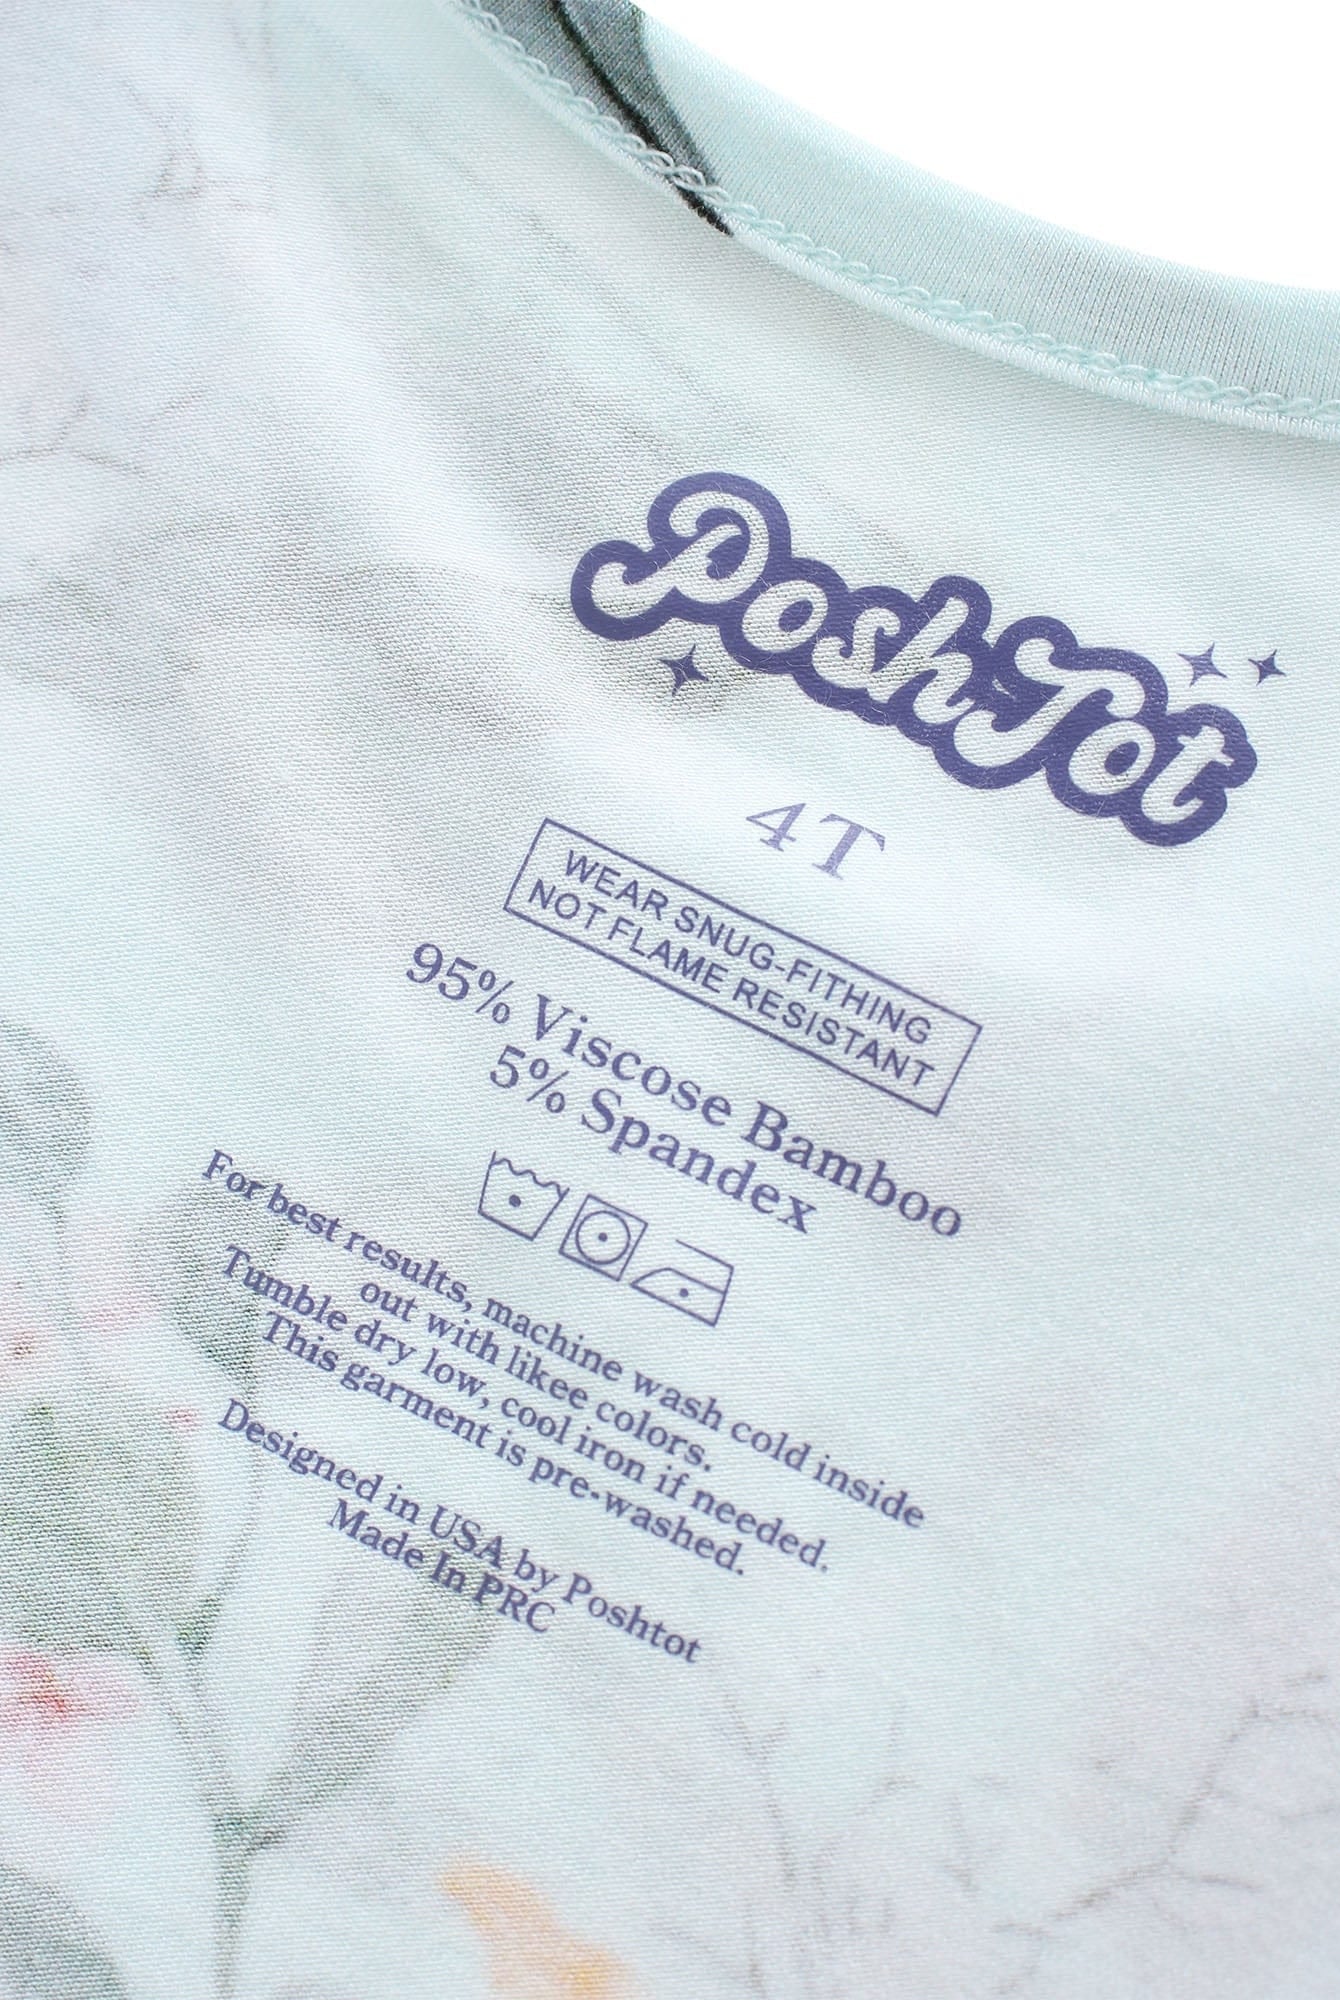 PoshTot
4T
WEAR SNUG-FITHING
NOT FLAME RESISTANT
95% Viscose Bamboo
5% Spandex
For best results, machine wash cold inside
out with likee colors.
Tumble dry low, cool iron if needed.
This garment is pre-washed.
Designed in USA by Poshtot
Made In PRC